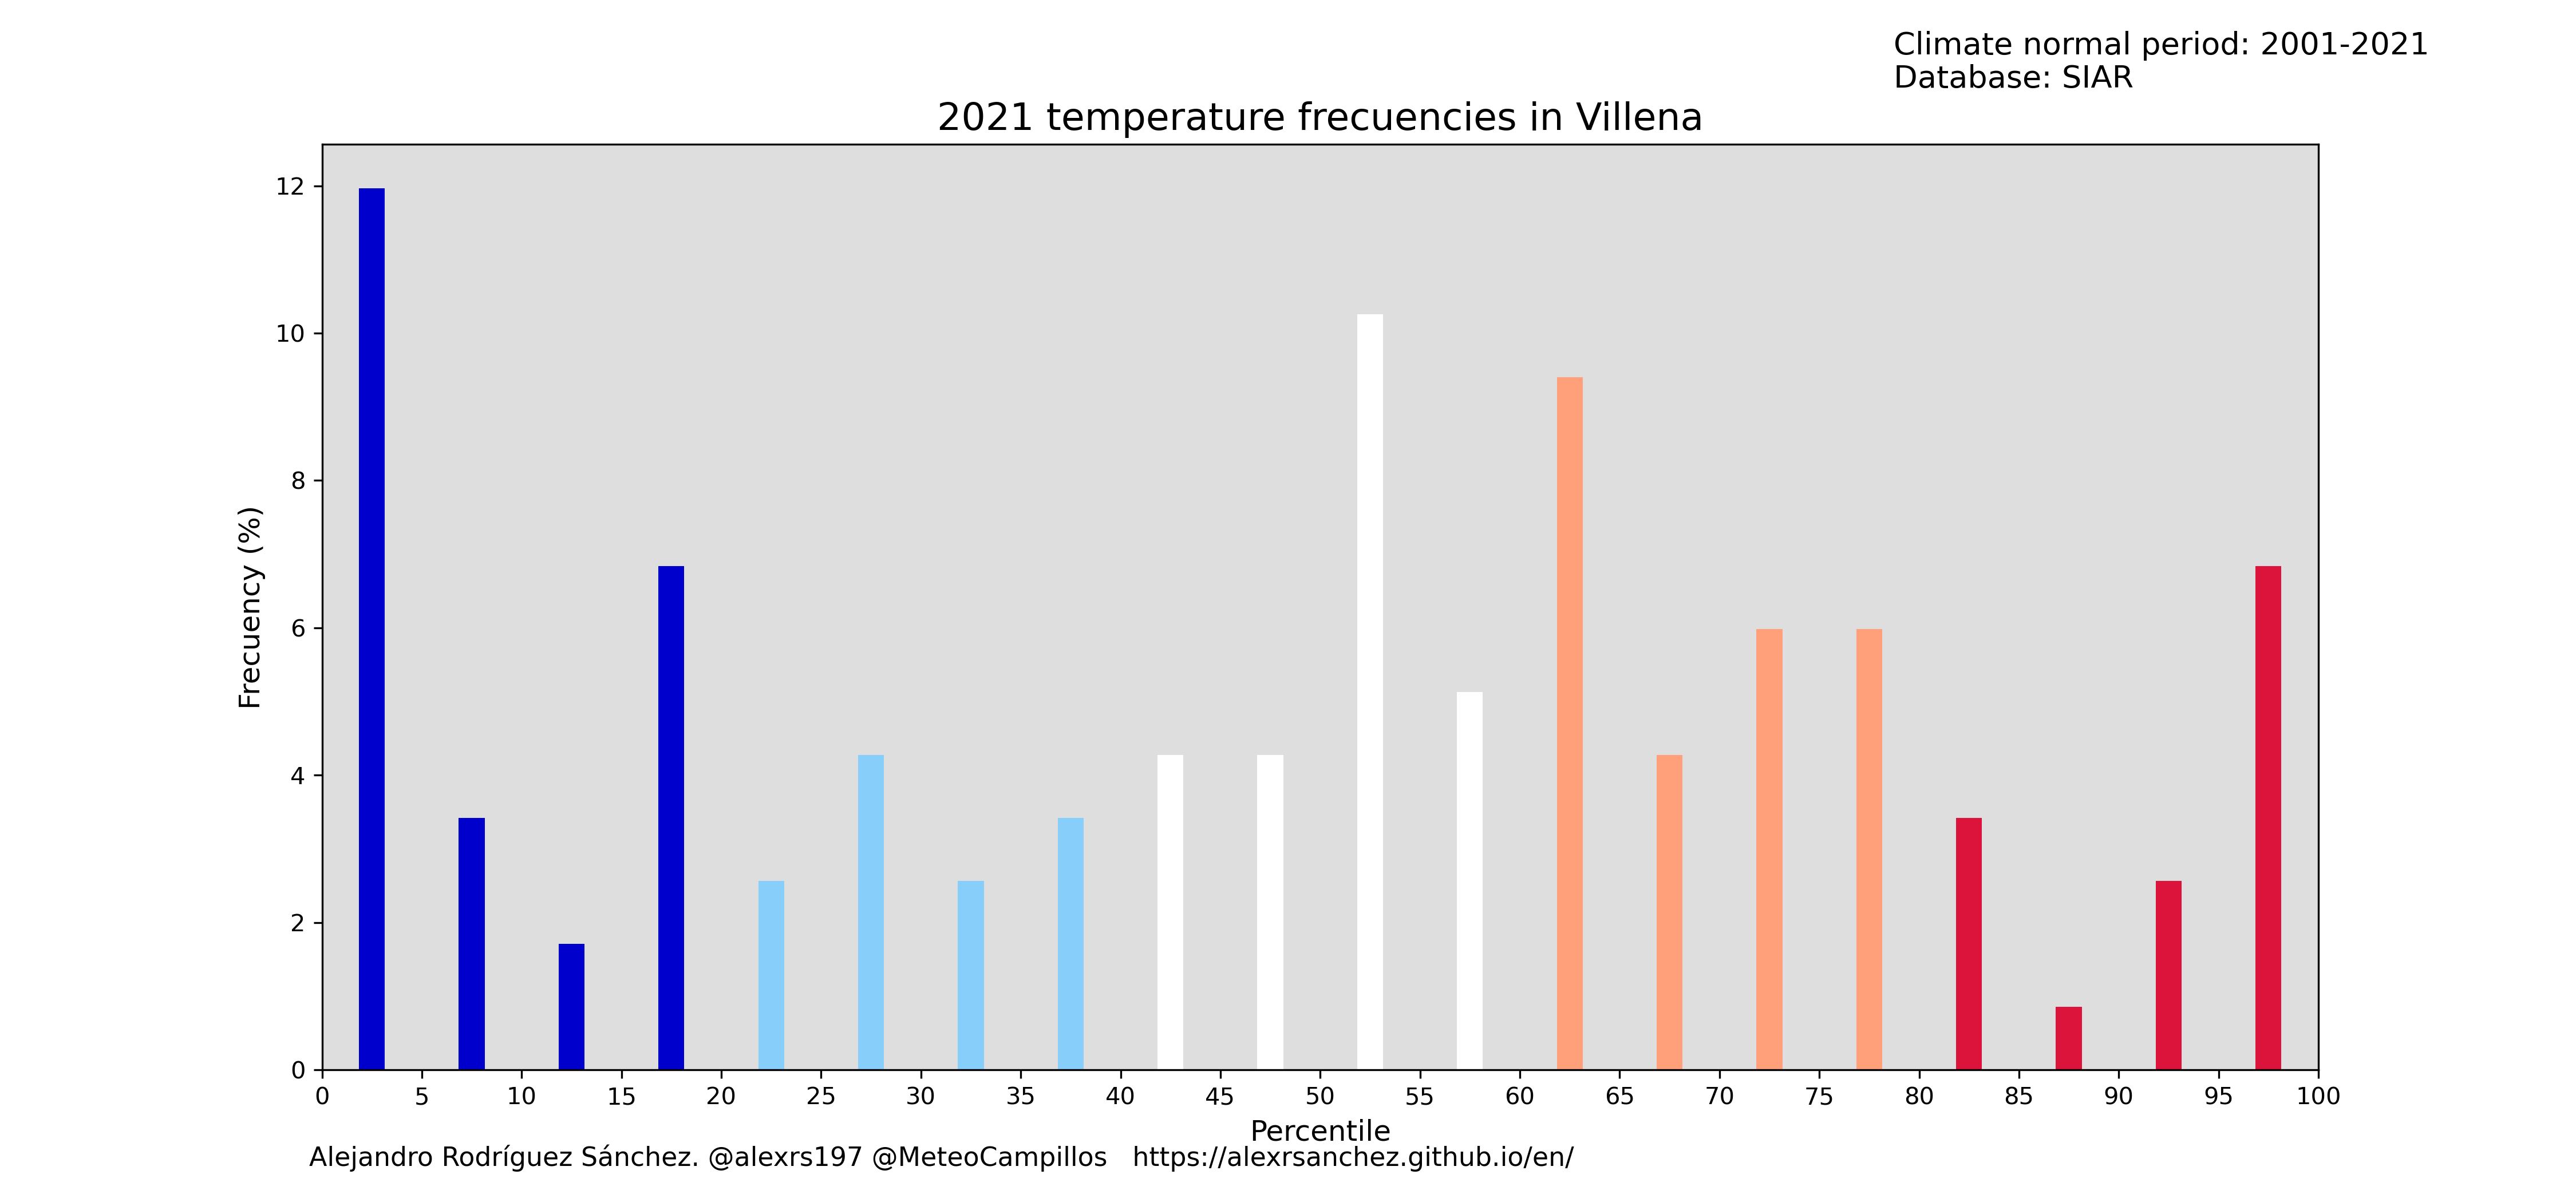 Climate normal period: 2001-2021
Database: SIAR
2021 temperature frecuencies in Villena
12
10
8
6
4
2
0
Frecuency (%)
0 5 10 15 20 25 30 35 40 45 50 55 60 65 70 75 80 85 90 95 100
Percentile
Alejandro Rodríguez Sánchez. @alexrs197 @MeteoCampillos https://alexrsanchez.github.io/en/